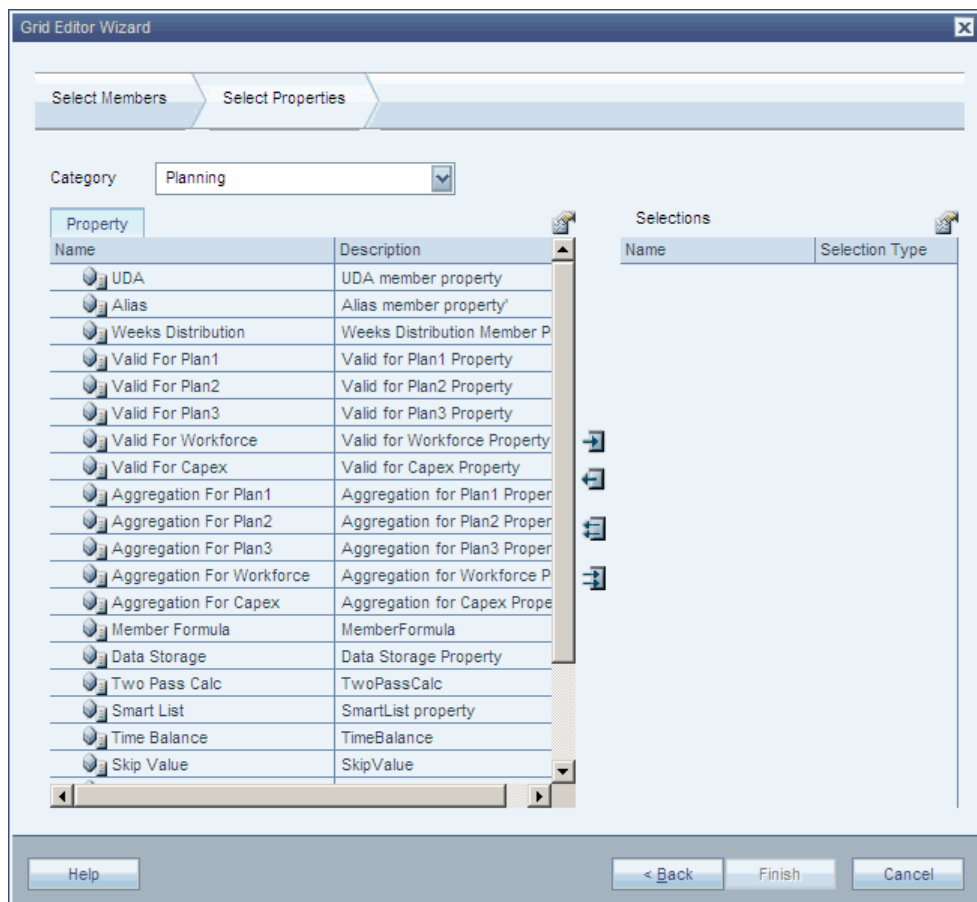 Grid Editor Wizard
Select Members Select Properties
Category Planning
Property Selections
Name Description Name Selection Type
UDA UDA member property
Alias Alias member property'
Weeks Distribution Weeks Distribution Member P
Valid For Plan1 Valid for Plan1 Property
Valid For Plan2 Valid for Plan2 Property
Valid For Plan3 Valid for Plan3 Property
Valid For Workforce Valid for Workforce Property
Valid For Capex Valid for Capex Property
Aggregation For Plan1 Aggregation for Plan1 Proper
Aggregation For Plan2 Aggregation for Plan2 Proper
Aggregation For Plan3 Aggregation for Plan3 Proper
Aggregation For Workforce Aggregation for Workforce P
Aggregation For Capex Aggregation for Capex Prope
Member Formula MemberFormula
Data Storage Data Storage Property
Two Pass Calc TwoPassCalc
Smart List SmartList property
Time Balance TimeBalance
Skip Value SkipValue
Help < Back Finish Cancel